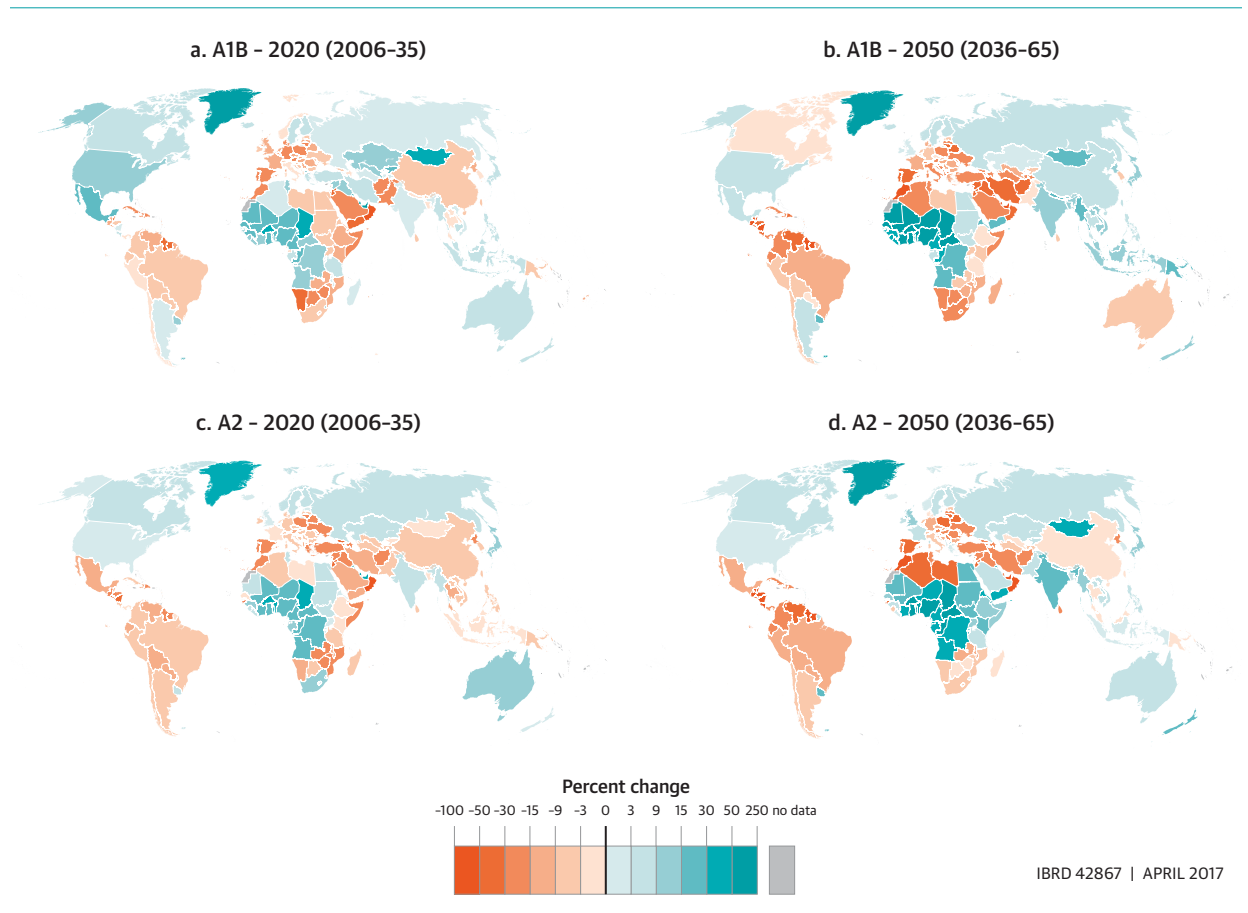 a. A1B – 2020 (2006–35)
b. A1B – 2050 (2036–65)
c. A2 – 2020 (2006–35)
d. A2 – 2050 (2036–65)
Percent change
-100 -50 -30 -15 -9 -3 0 3 9 15 30 50 250 no data
IBRD 42867 | APRIL 2017